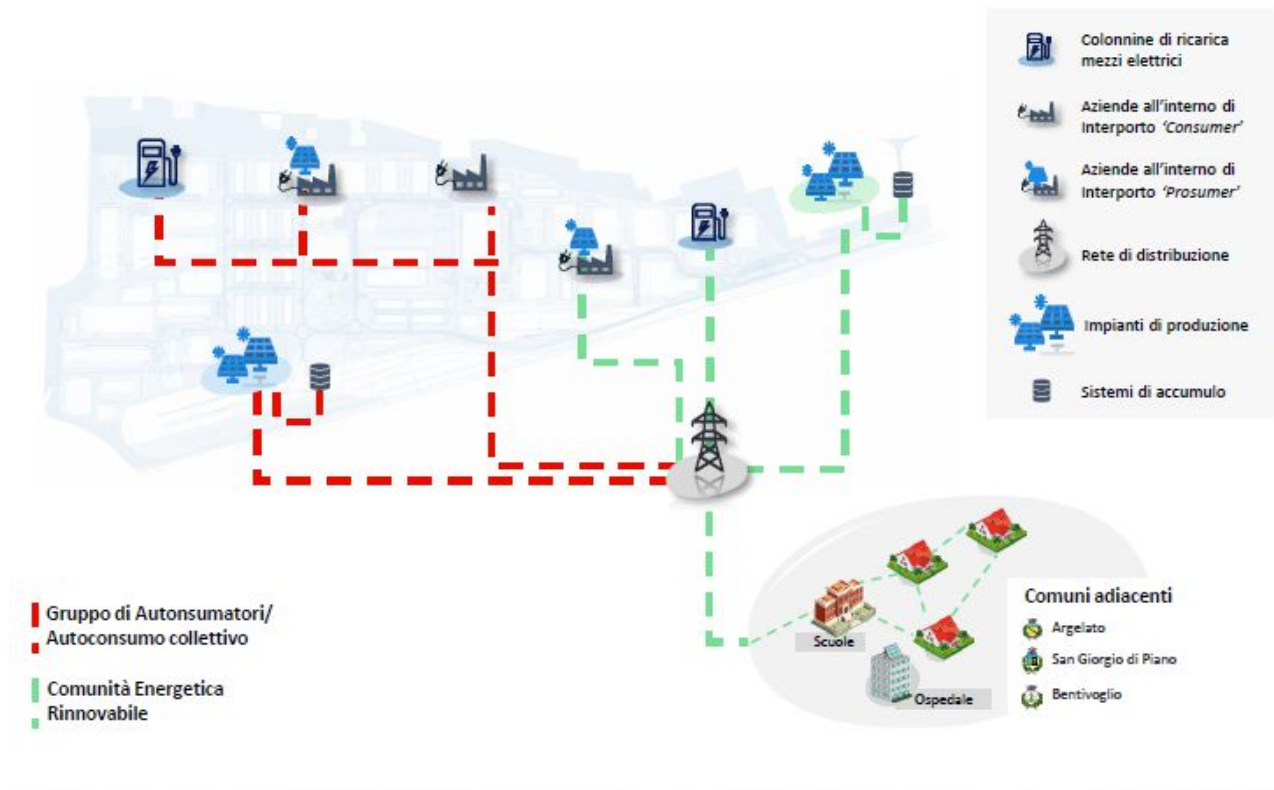 Colonnine di ricarica
mezzi elettrici
Aziende all'interno di
Interporto 'Consumer'
Aziende all'interno di
Interporto 'Prosumer'
Rete di distribuzione
Impianti di produzione
Sistemi di accumulo
Gruppo di Autonsumatori/
Autoconsumo collettivo
Comunità Energetica
Rinnovabile
Scuole
Ospedale
Comuni adiacenti
Argelato
San Giorgio di Piano
Bentivoglio